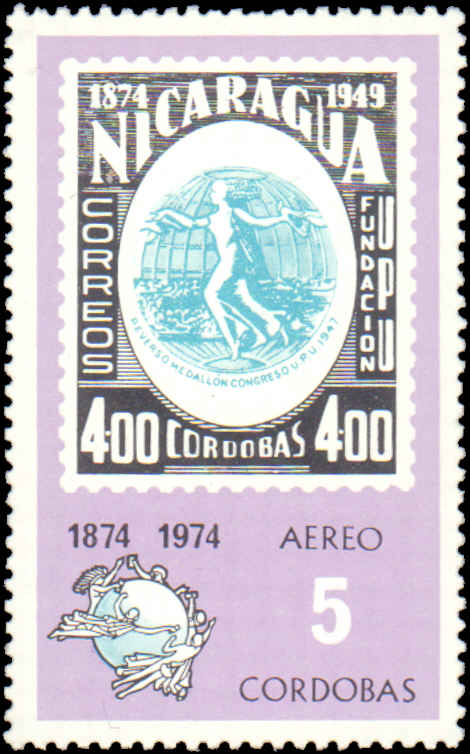 1874 1949
NICARAGUA
CORREOS
FUNDACION
UPU
REVERSO MEDALLON CONGRESO U.P.U. 1947
4·00 CORDOBAS 4·00
1874 1974 AEREO
5
CORDOBAS